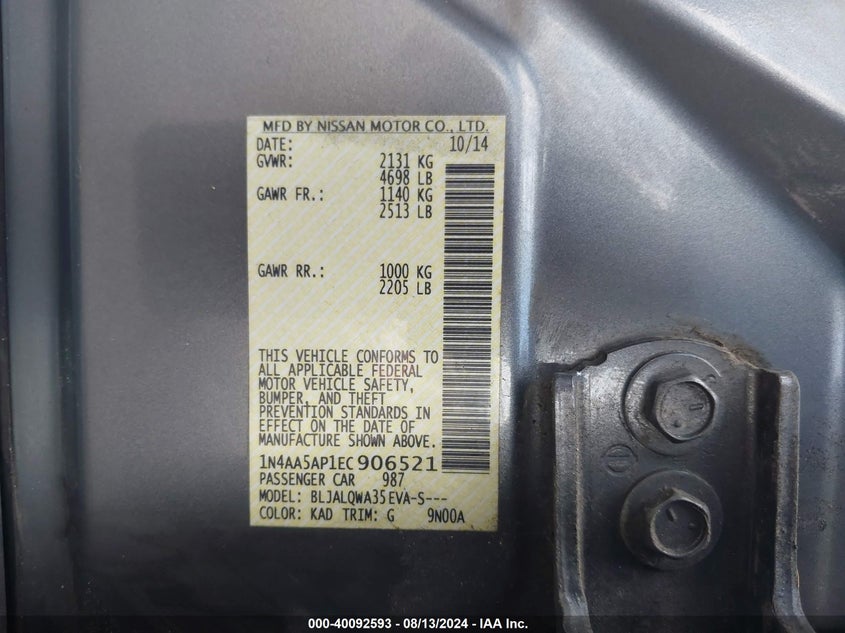 MFD BY NISSAN MOTOR CO., LTD.
DATE: 10/14
GVWR: 2131 KG
4698 LB
GAWR FR.: 1140 KG
2513 LB
GAWR RR.: 1000 KG
2205 LB
THIS VEHICLE CONFORMS TO
ALL APPLICABLE FEDERAL
MOTOR VEHICLE SAFETY,
BUMPER, AND THEFT
PREVENTION STANDARDS IN
EFFECT ON THE DATE OF
MANUFACTURE SHOWN ABOVE.
1N4AA5AP1EC906521
PASSENGER CAR 987
MODEL: BLJALQWA35EVA-S---
COLOR: KAD TRIM: G 9N00A
000-40092593 - 08/13/2024 - IAA Inc.